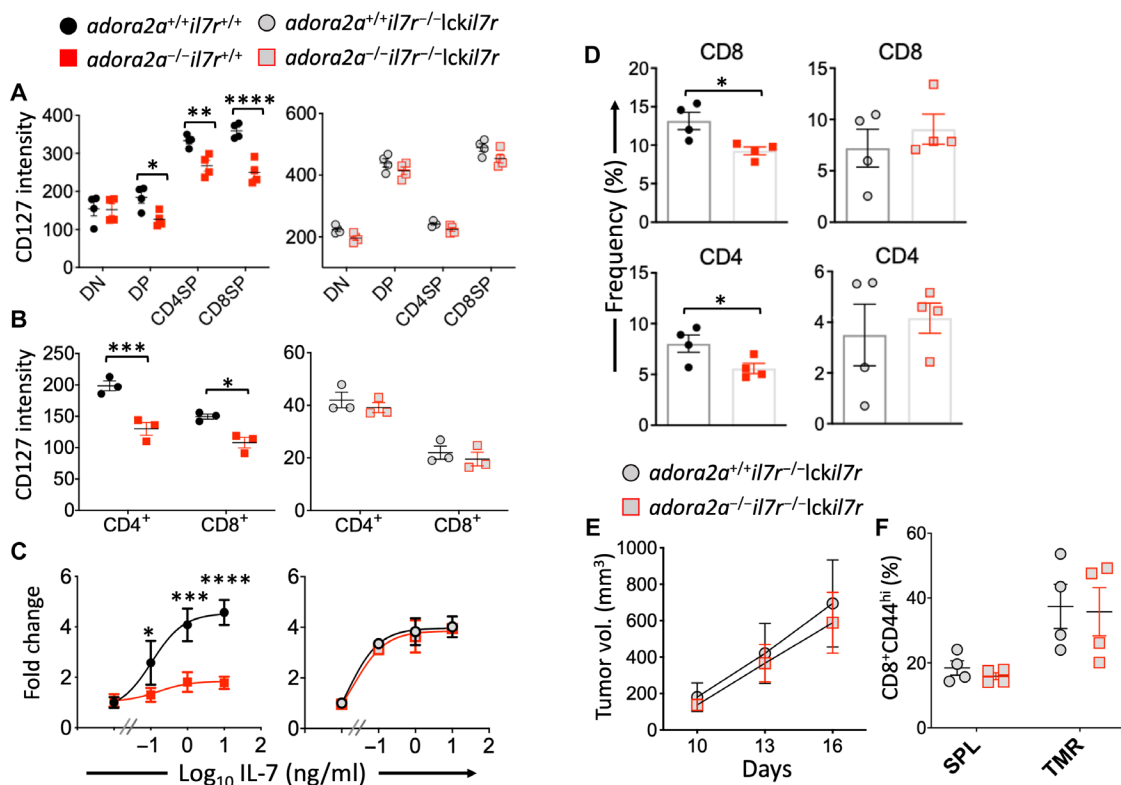 adora2a+/+il7r+/+ adora2a+/+il7r−/−lckil7r
adora2a−/−il7r+/+ adora2a−/−il7r−/−lckil7r
A
CD127 intensity
400
300
200
100
0
* ** ****
DN DP CD4SP CD8SP
600
400
200
DN DP CD4SP CD8SP
B
CD127 intensity
250
200
150
100
50
0
*** *
CD4+ CD8+
60
40
20
0
CD4+ CD8+
C
Fold change
6
4
2
0
* *** ****
−1 0 1 2
6
4
2
0
−1 0 1 2
Log10 IL-7 (ng/ml)
D
Frequency (%)
CD8
20
15
10
5
0
*
CD8
15
10
5
0
CD4
15
10
5
0
*
CD4
6
4
2
0
adora2a+/+il7r−/−lckil7r
adora2a−/−il7r−/−lckil7r
E
Tumor vol. (mm3)
1000
800
600
400
200
0
10 13 16
Days
F
CD8+CD44hi (%)
60
40
20
0
SPL TMR